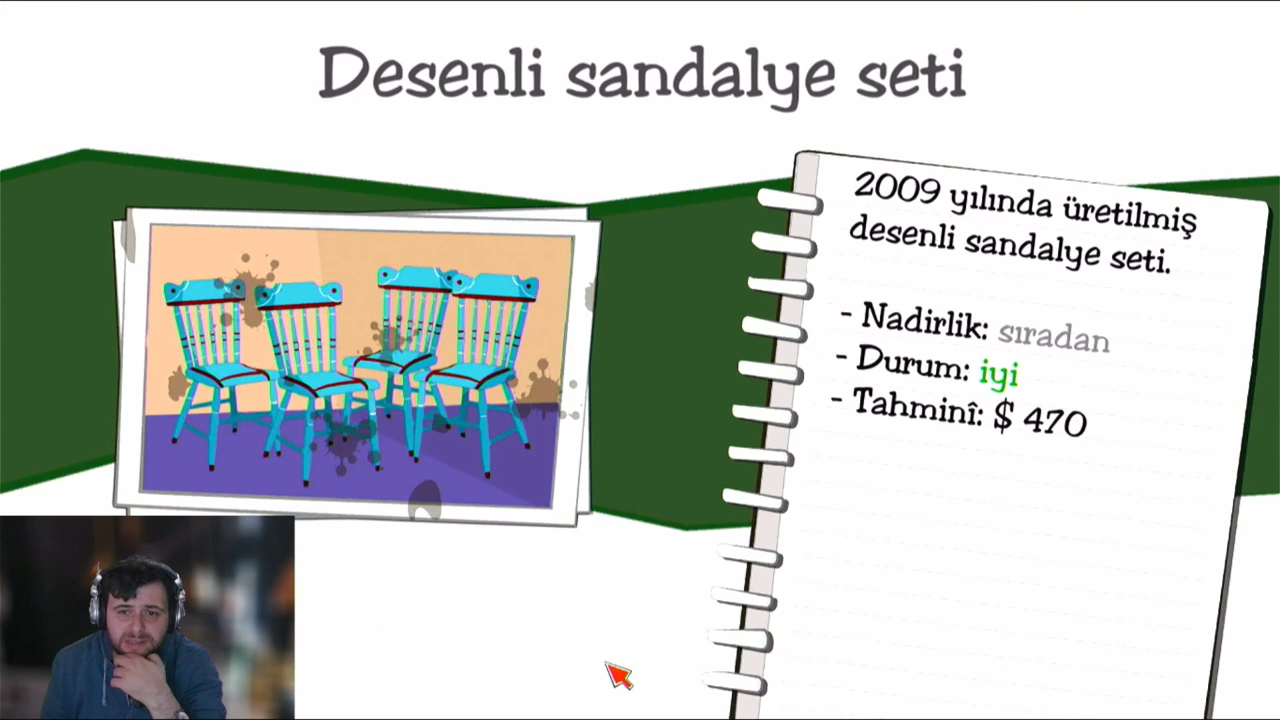 Desenli sandalye seti
2009 yılında üretilmiş
desenli sandalye seti.
- Nadirlik: sıradan
- Durum: iyi
- Tahminî: $ 470